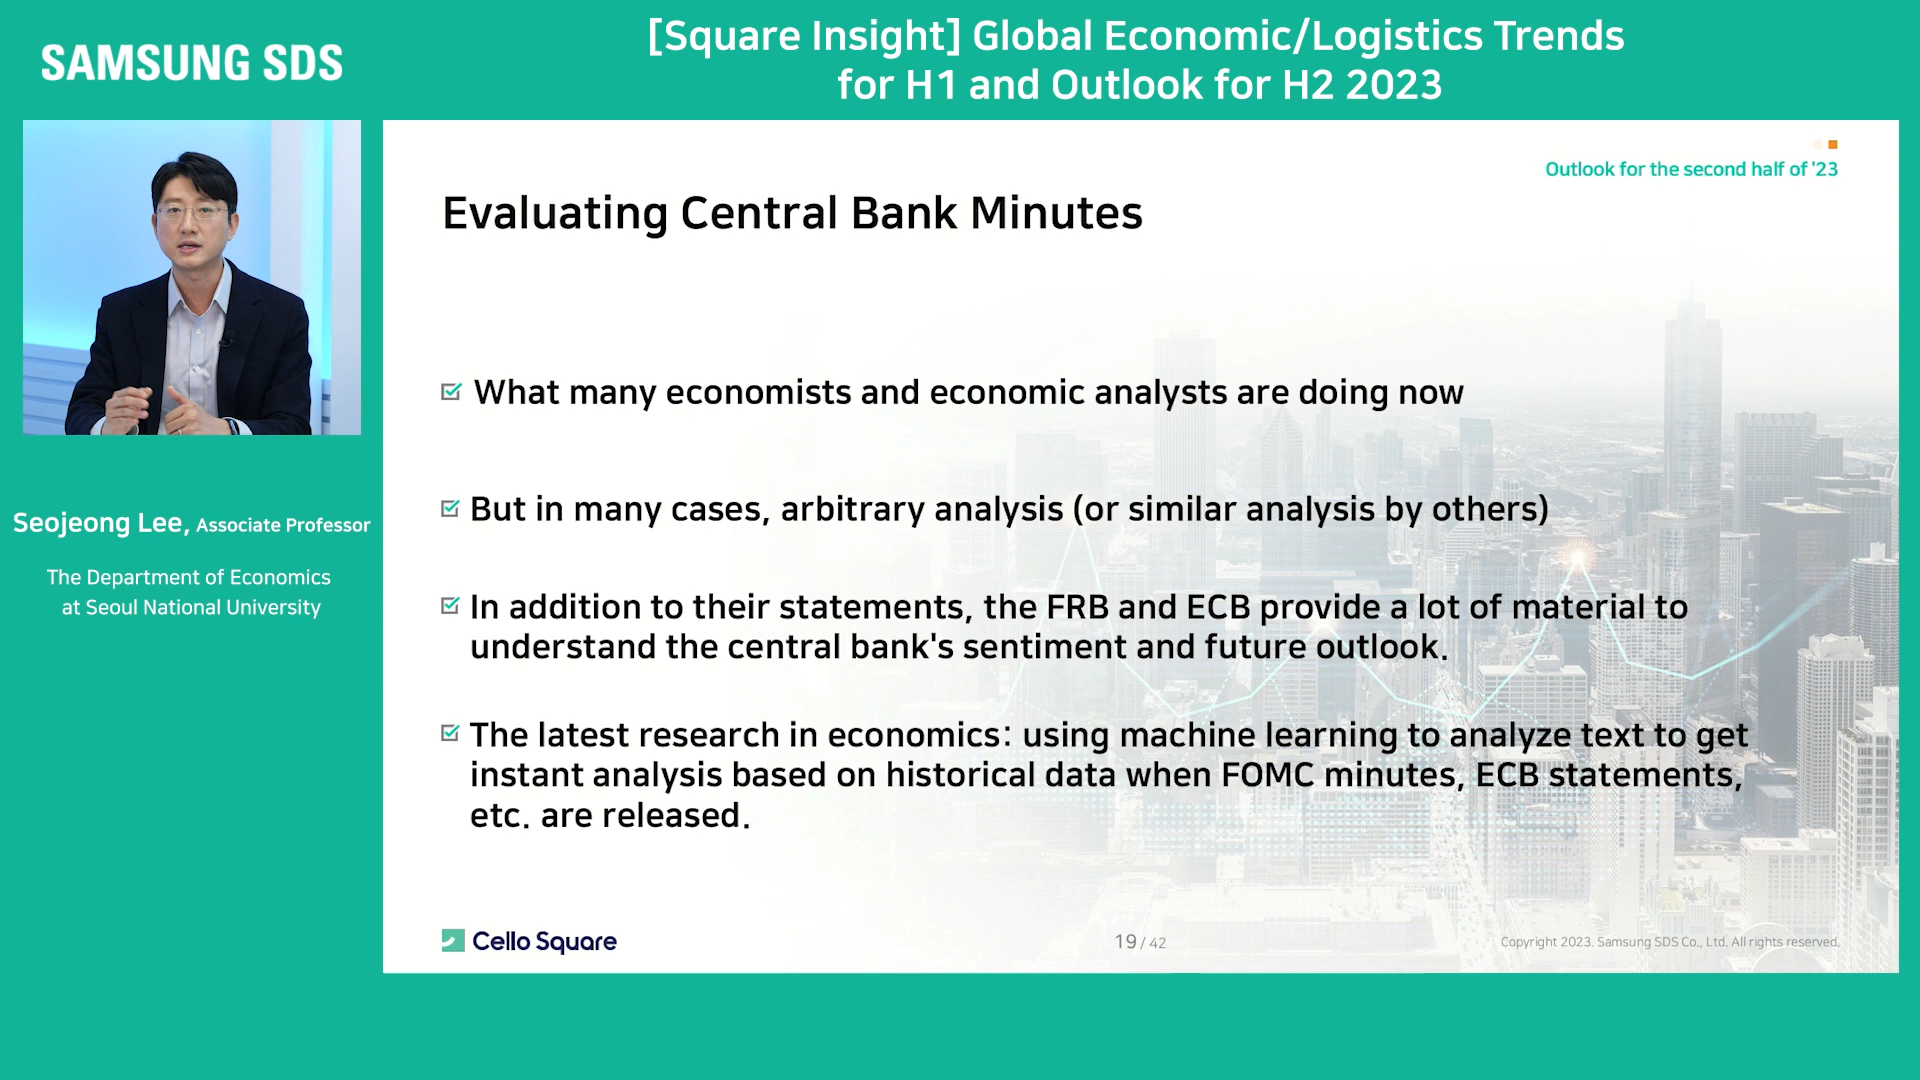 SAMSUNG SDS
[Square Insight] Global Economic/Logistics Trends
for H1 and Outlook for H2 2023
Seojeong Lee, Associate Professor
The Department of Economics
at Seoul National University
Outlook for the second half of '23
Evaluating Central Bank Minutes
What many economists and economic analysts are doing now
But in many cases, arbitrary analysis (or similar analysis by others)
In addition to their statements, the FRB and ECB provide a lot of material to
understand the central bank's sentiment and future outlook.
The latest research in economics: using machine learning to analyze text to get
instant analysis based on historical data when FOMC minutes, ECB statements,
etc. are released.
Cello Square
19 / 42
Copyright 2023. Samsung SDS Co., Ltd. All rights reserved.